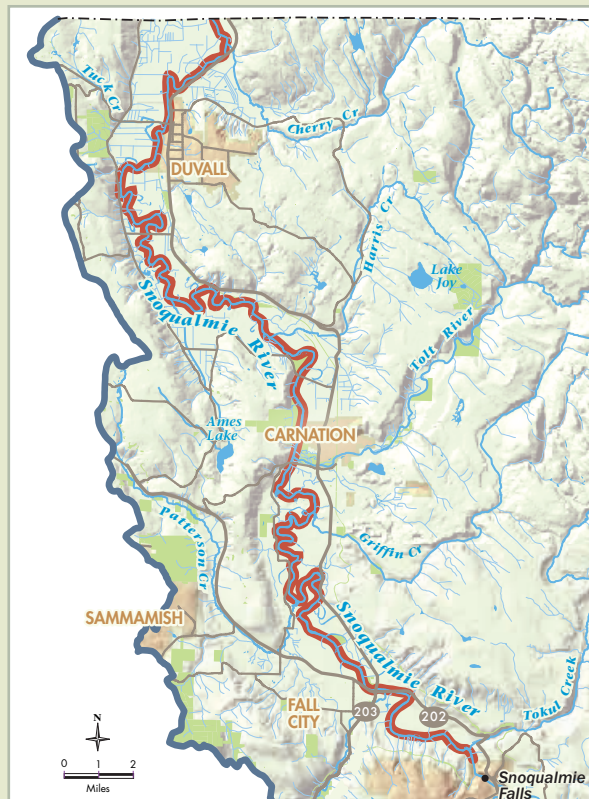 Tuck Cr
Cherry Cr
DUVALL
Harris Cr
Lake
Joy
Snoqualmie River
Tolt River
Ames
Lake
CARNATION
Patterson Cr
Griffin Cr
SAMMAMISH
Snoqualmie River
FALL
CITY
203
202
Tokul Creek
N
0 1 2
Miles
Snoqualmie
Falls